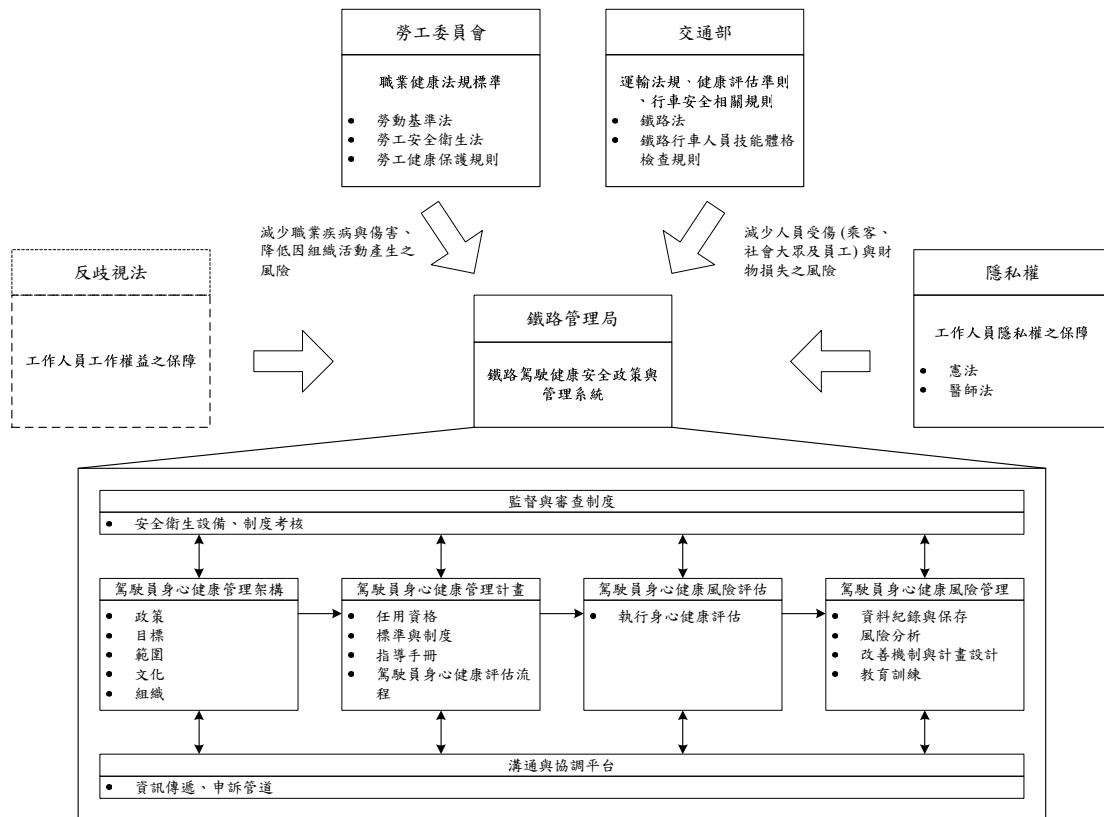 勞工委員會
職業健康法規標準
● 勞動基準法
● 勞工安全衛生法
● 勞工健康保護規則
交通部
運輸法規、健康評估準則
、行車安全相關規則
● 鐵路法
● 鐵路行車人員技能體格
檢查規則
減少職業疾病與傷害、
降低因組織活動產生之
風險
減少人員受傷(乘客、
社會大眾及員工)與財
物損失之風險
反歧視法
工作人員工作權益之保障
鐵路管理局
鐵路駕駛健康安全政策與
管理系統
隱私權
工作人員隱私權之保障
● 憲法
● 醫師法
監督與審查制度
● 安全衛生設備、制度考核
駕駛員身心健康管理架構
● 政策
● 目標
● 範圍
● 文化
● 組織
駕駛員身心健康管理計畫
● 任用資格
● 標準與制度
● 指導手冊
● 駕駛員身心健康評估流
程
駕駛員身心健康風險評估
● 執行身心健康評估
駕駛員身心健康風險管理
● 資料紀錄與保存
● 風險分析
● 改善機制與計畫設計
● 教育訓練
溝通與協調平台
● 資訊傳遞、申訴管道